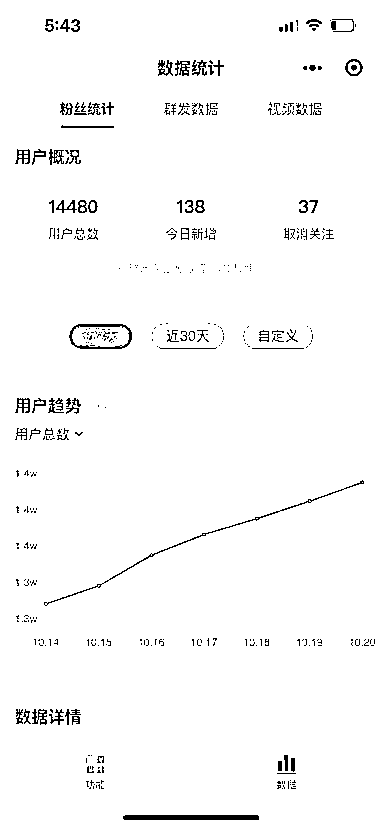 5:43
数据统计
粉丝统计 群发数据 视频数据
用户概况
14480 138 37
用户总数 今日新增 取消关注
近30天 自定义
用户趋势
用户总数
1.4w
1.4w
1.4w
1.3w
1.3w
10.14 10.15 10.16 10.17 10.18 10.19 10.20
数据详情
功能 数据